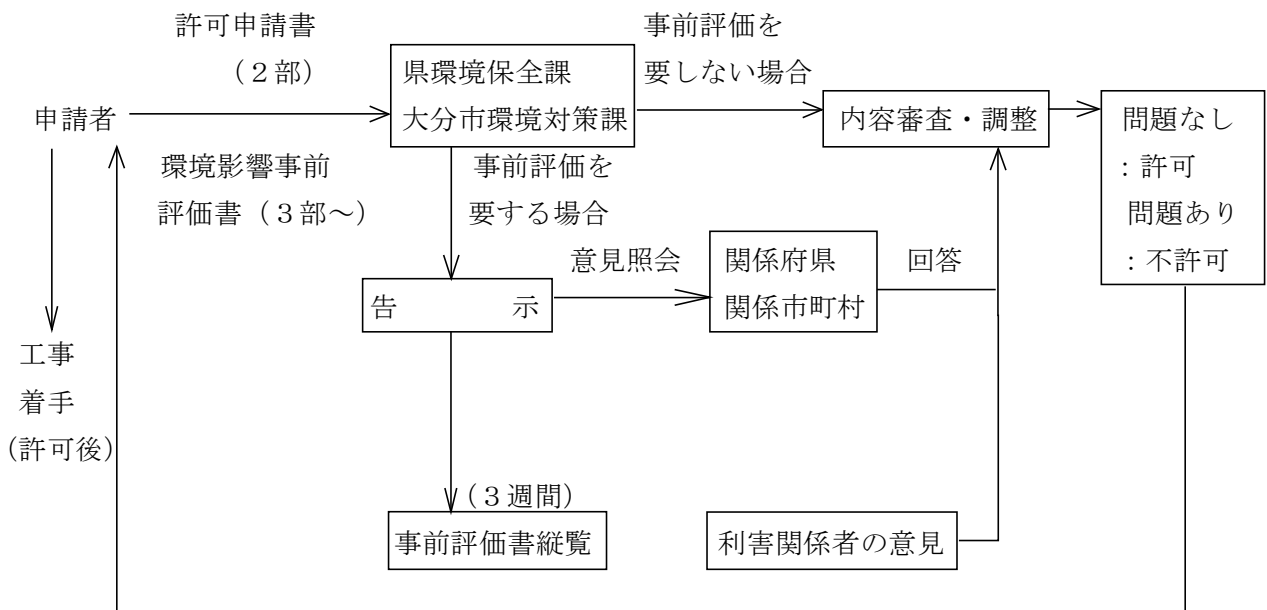 許可申請書
（２部）
申請者
環境影響事前
評価書（３部～）
県環境保全課
大分市環境対策課
事前評価を
要しない場合
内容審査・調整
問題なし
：許可
問題あり
：不許可
事前評価を
要する場合
告　　　示
意見照会
関係府県
関係市町村
回答
工事
着手
(許可後)
(３週間)
事前評価書縦覧
利害関係者の意見